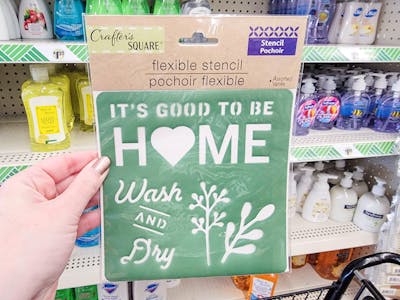 Crafter's
SQUARE
Stencil
Pochoir
flexible stencil
pochoir flexible
IT'S GOOD TO BE
HOME
Wash
AND
Dry